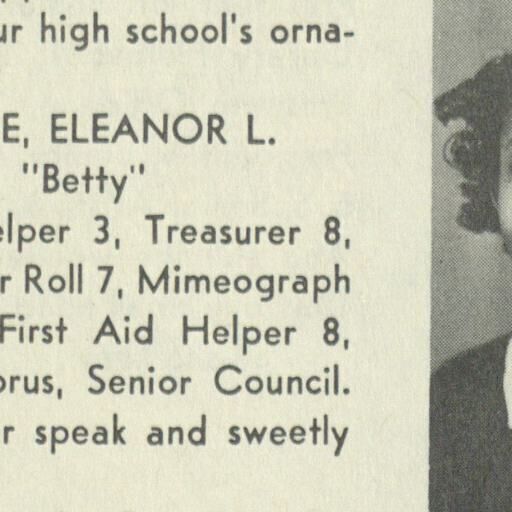 ur high school's orna-
E, ELEANOR L.
"Betty"
elper 3, Treasurer 8,
r Roll 7, Mimeograph
First Aid Helper 8,
orus, Senior Council.
r speak and sweetly